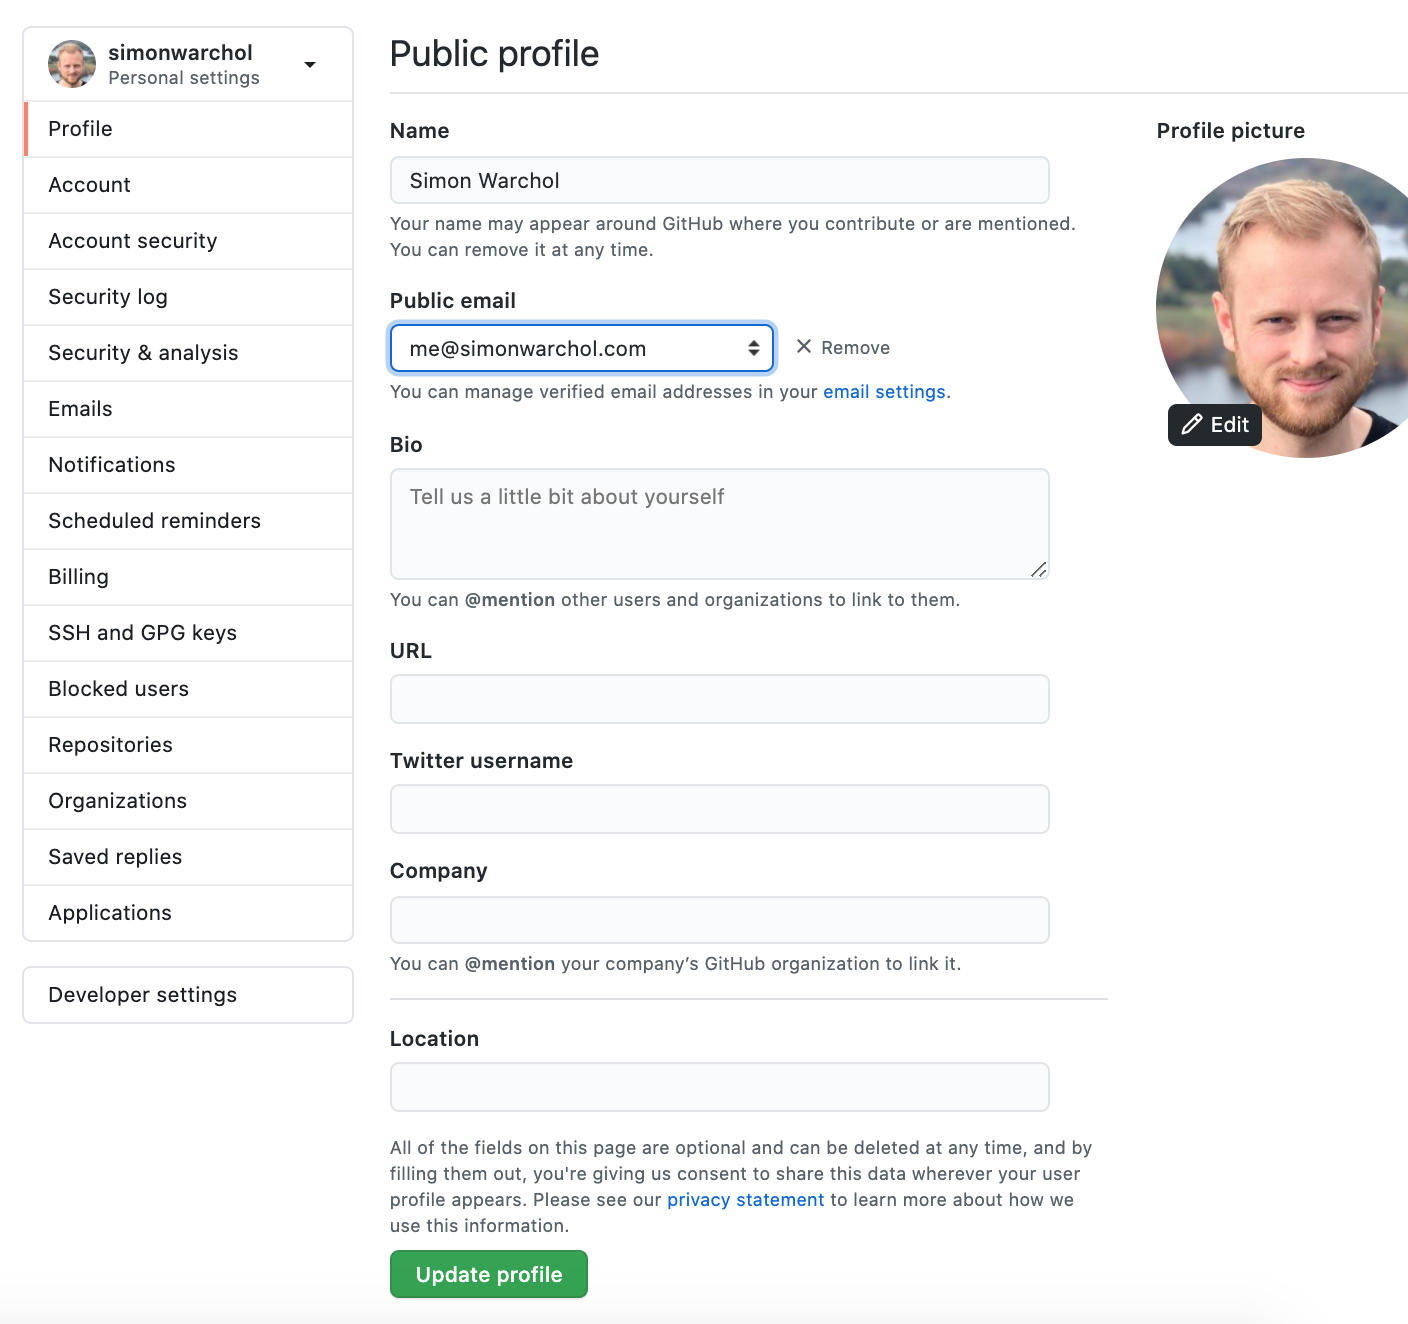 simonwarchol
Personal settings
Profile
Account
Account security
Security log
Security & analysis
Emails
Notifications
Scheduled reminders
Billing
SSH and GPG keys
Blocked users
Repositories
Organizations
Saved replies
Applications
Developer settings
Public profile
Name
Simon Warchol
Your name may appear around GitHub where you contribute or are mentioned.
You can remove it at any time.
Public email
me@simonwarchol.com
Remove
You can manage verified email addresses in your email settings.
Bio
Tell us a little bit about yourself
You can @mention other users and organizations to link to them.
URL
Twitter username
Company
You can @mention your company’s GitHub organization to link it.
Location
All of the fields on this page are optional and can be deleted at any time, and by
filling them out, you're giving us consent to share this data wherever your user
profile appears. Please see our privacy statement to learn more about how we
use this information.
Update profile
Profile picture
Edit